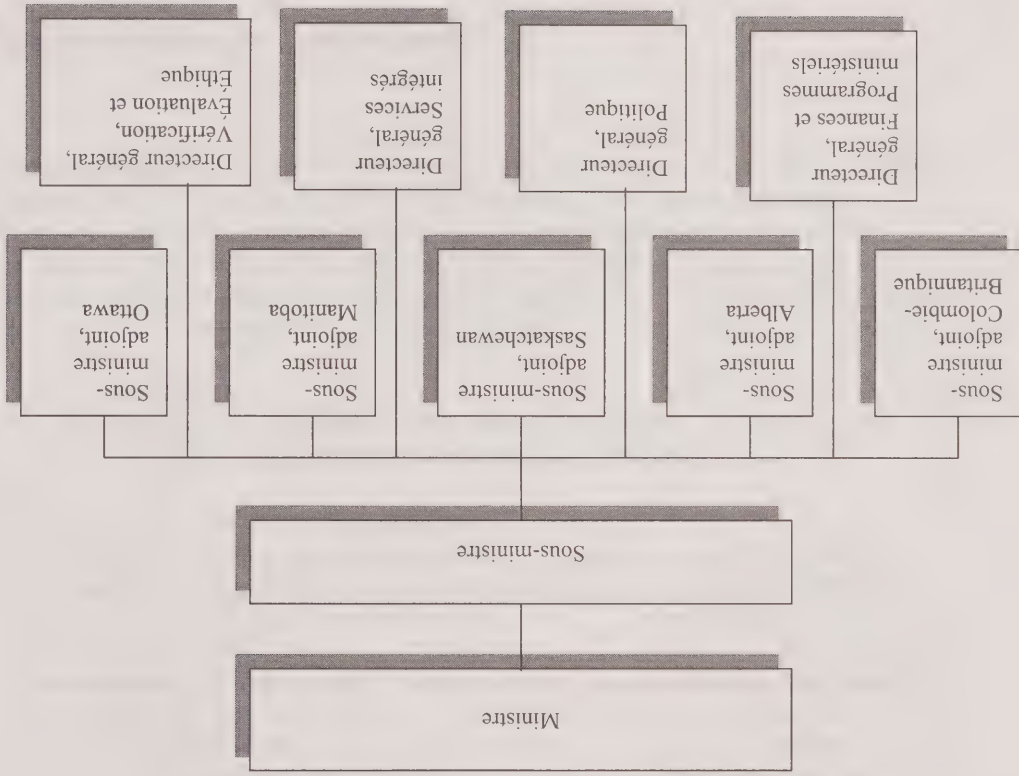 Ministre
Sous-ministre
Sous-
ministre
adjoint,
Colombie-
Britannique
Sous-
ministre
adjoint,
Alberta
Sous-ministre
adjoint,
Saskatchewan
Sous-
ministre
adjoint,
Manitoba
Sous-
ministre
adjoint,
Ottawa
Directeur
général,
Finances et
Programmes
ministériels
Directeur
général,
Politique
Directeur
général,
Services
intégrés
Directeur général,
Vérification,
Évaluation et
Éthique